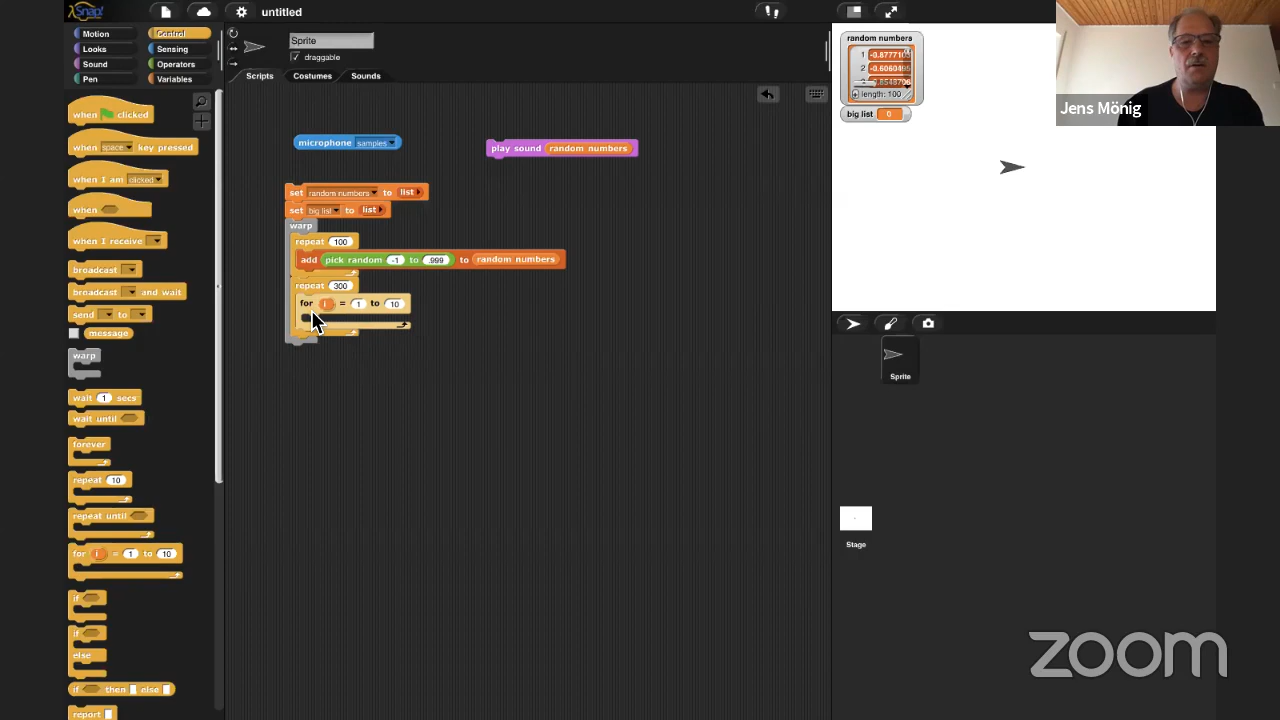 Snap!
untitled
Motion Control
Looks Sensing
Sound Operators
Pen Variables
Sprite
draggable
Scripts Costumes Sounds
when clicked
when space key pressed
when I am clicked
when
when I receive
broadcast
broadcast and wait
send to
message
warp
wait 1 secs
wait until
forever
repeat 10
repeat until
for i = 1 to 10
if
if
else
if then else
report
microphone samples
play sound random numbers
set random numbers to list
set big list to list
warp
repeat 100
add pick random -1 to .999 to random numbers
repeat 300
for i = 1 to 10
random numbers
1
2
length: 100
big list 0
Sprite
Stage
Jens Mönig
zoom